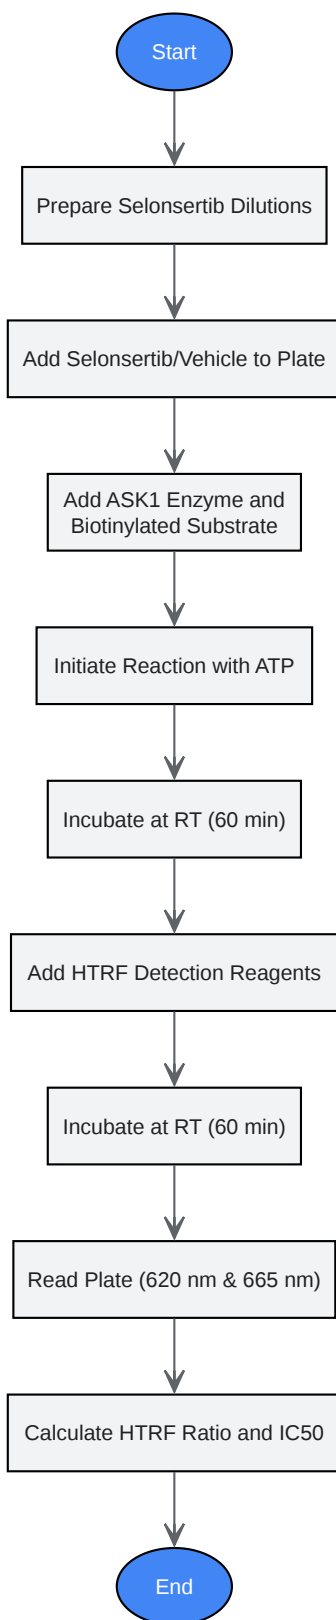 Start
Prepare Selonsertib Dilutions
Add Selonsertib/Vehicle to Plate
Add ASK1 Enzyme and
Biotinylated Substrate
Initiate Reaction with ATP
Incubate at RT (60 min)
Add HTRF Detection Reagents
Incubate at RT (60 min)
Read Plate (620 nm & 665 nm)
Calculate HTRF Ratio and IC50
End